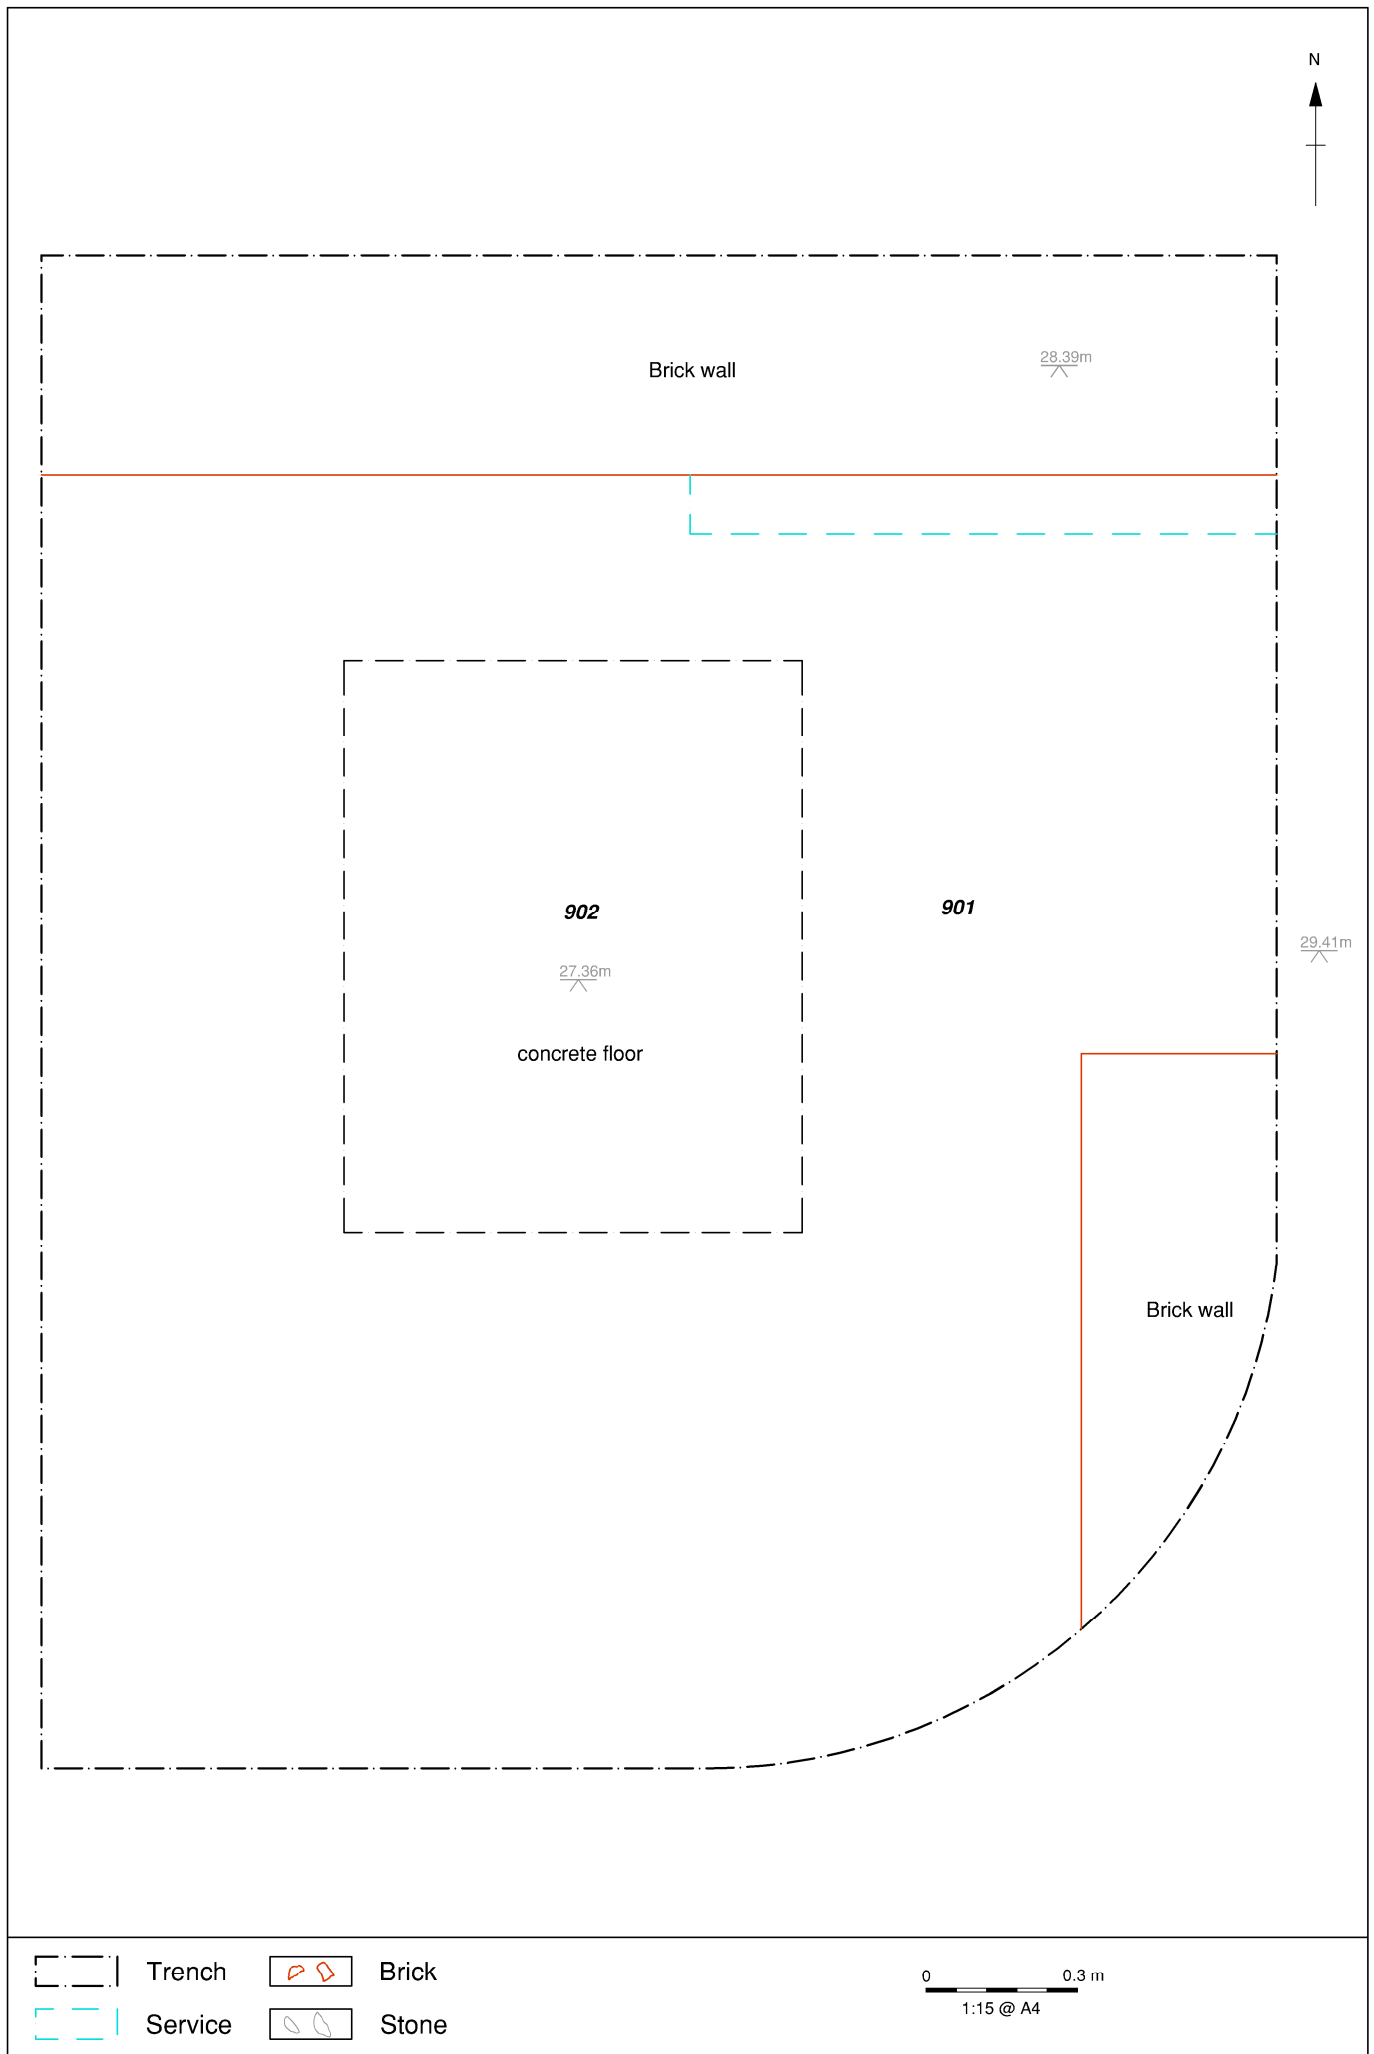 N
28.39m
Brick wall
901
902
29.41m
27.36m
concrete floor
Brick wall
Trench
Brick
0
0.3 m
1:15 @ A4
Service
Stone